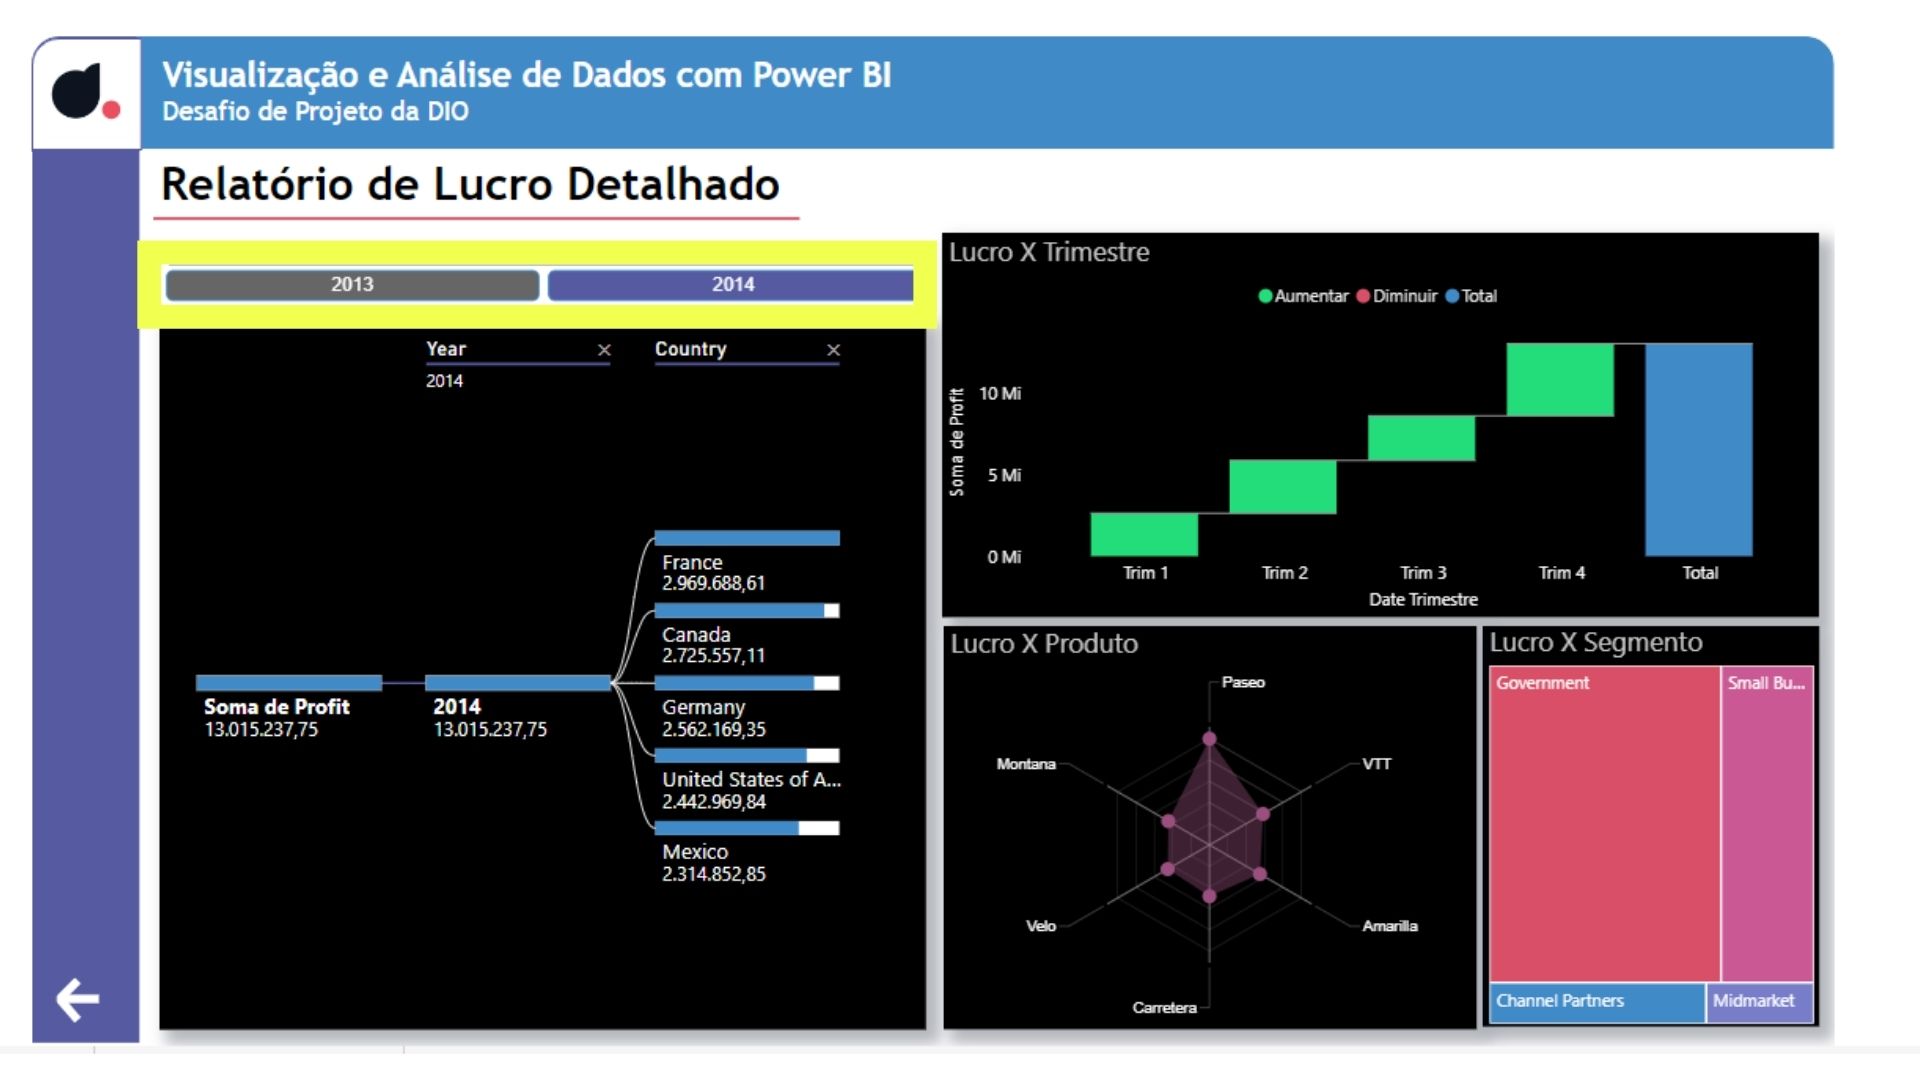 Visualização e Análise de Dados com Power BI
Desafio de Projeto da DIO
Relatório de Lucro Detalhado
2013
2014
Year
Country
2014
Soma de Profit
13.015.237,75
2014
13.015.237,75
France
2.969.688,61
Canada
2.725.557,11
Germany
2.562.169,35
United States of A...
2.442.969,84
Mexico
2.314.852,85
Lucro X Trimestre
Aumentar Diminuir Total
Soma de Profit
10 Mi
5 Mi
0 Mi
Trim 1 Trim 2 Trim 3 Trim 4 Total
Date Trimestre
Lucro X Produto
Paseo
VTT
Amarilla
Carretera
Velo
Montana
Lucro X Segmento
Government
Small Bu...
Channel Partners
Midmarket